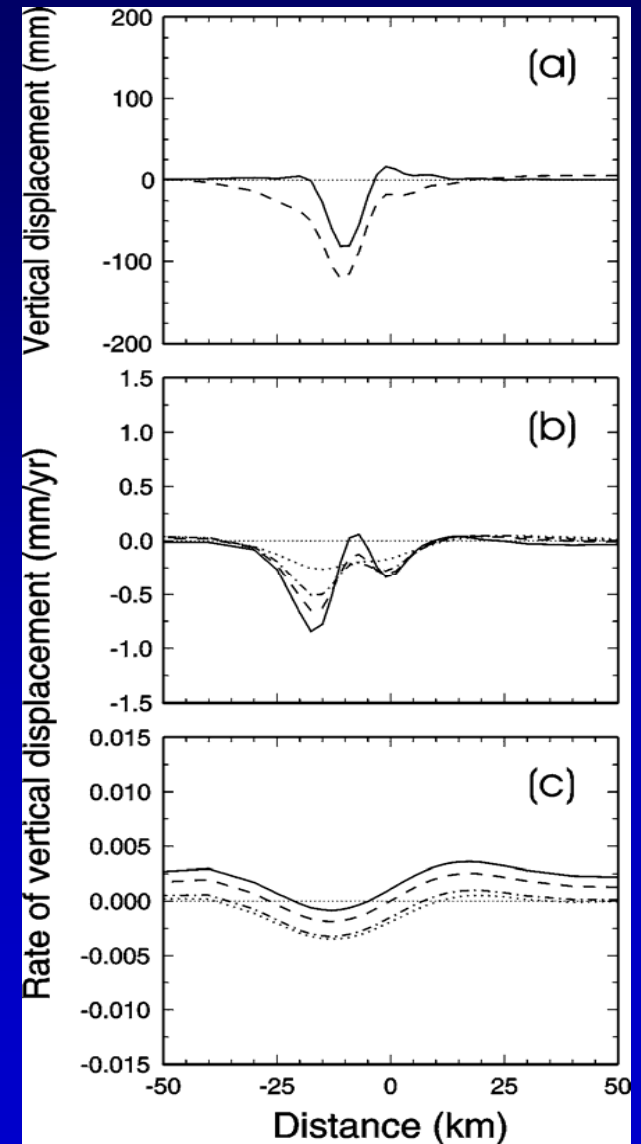 Vertical displacement (mm)
200
100
0
-100
-200
(a)
Rate of vertical displacement (mm/yr)
1.5
1.0
0.5
0.0
-0.5
-1.0
-1.5
(b)
0.015
0.010
0.005
0.000
-0.005
-0.010
-0.015
(c)
-50 -25 0 25 50
Distance (km)